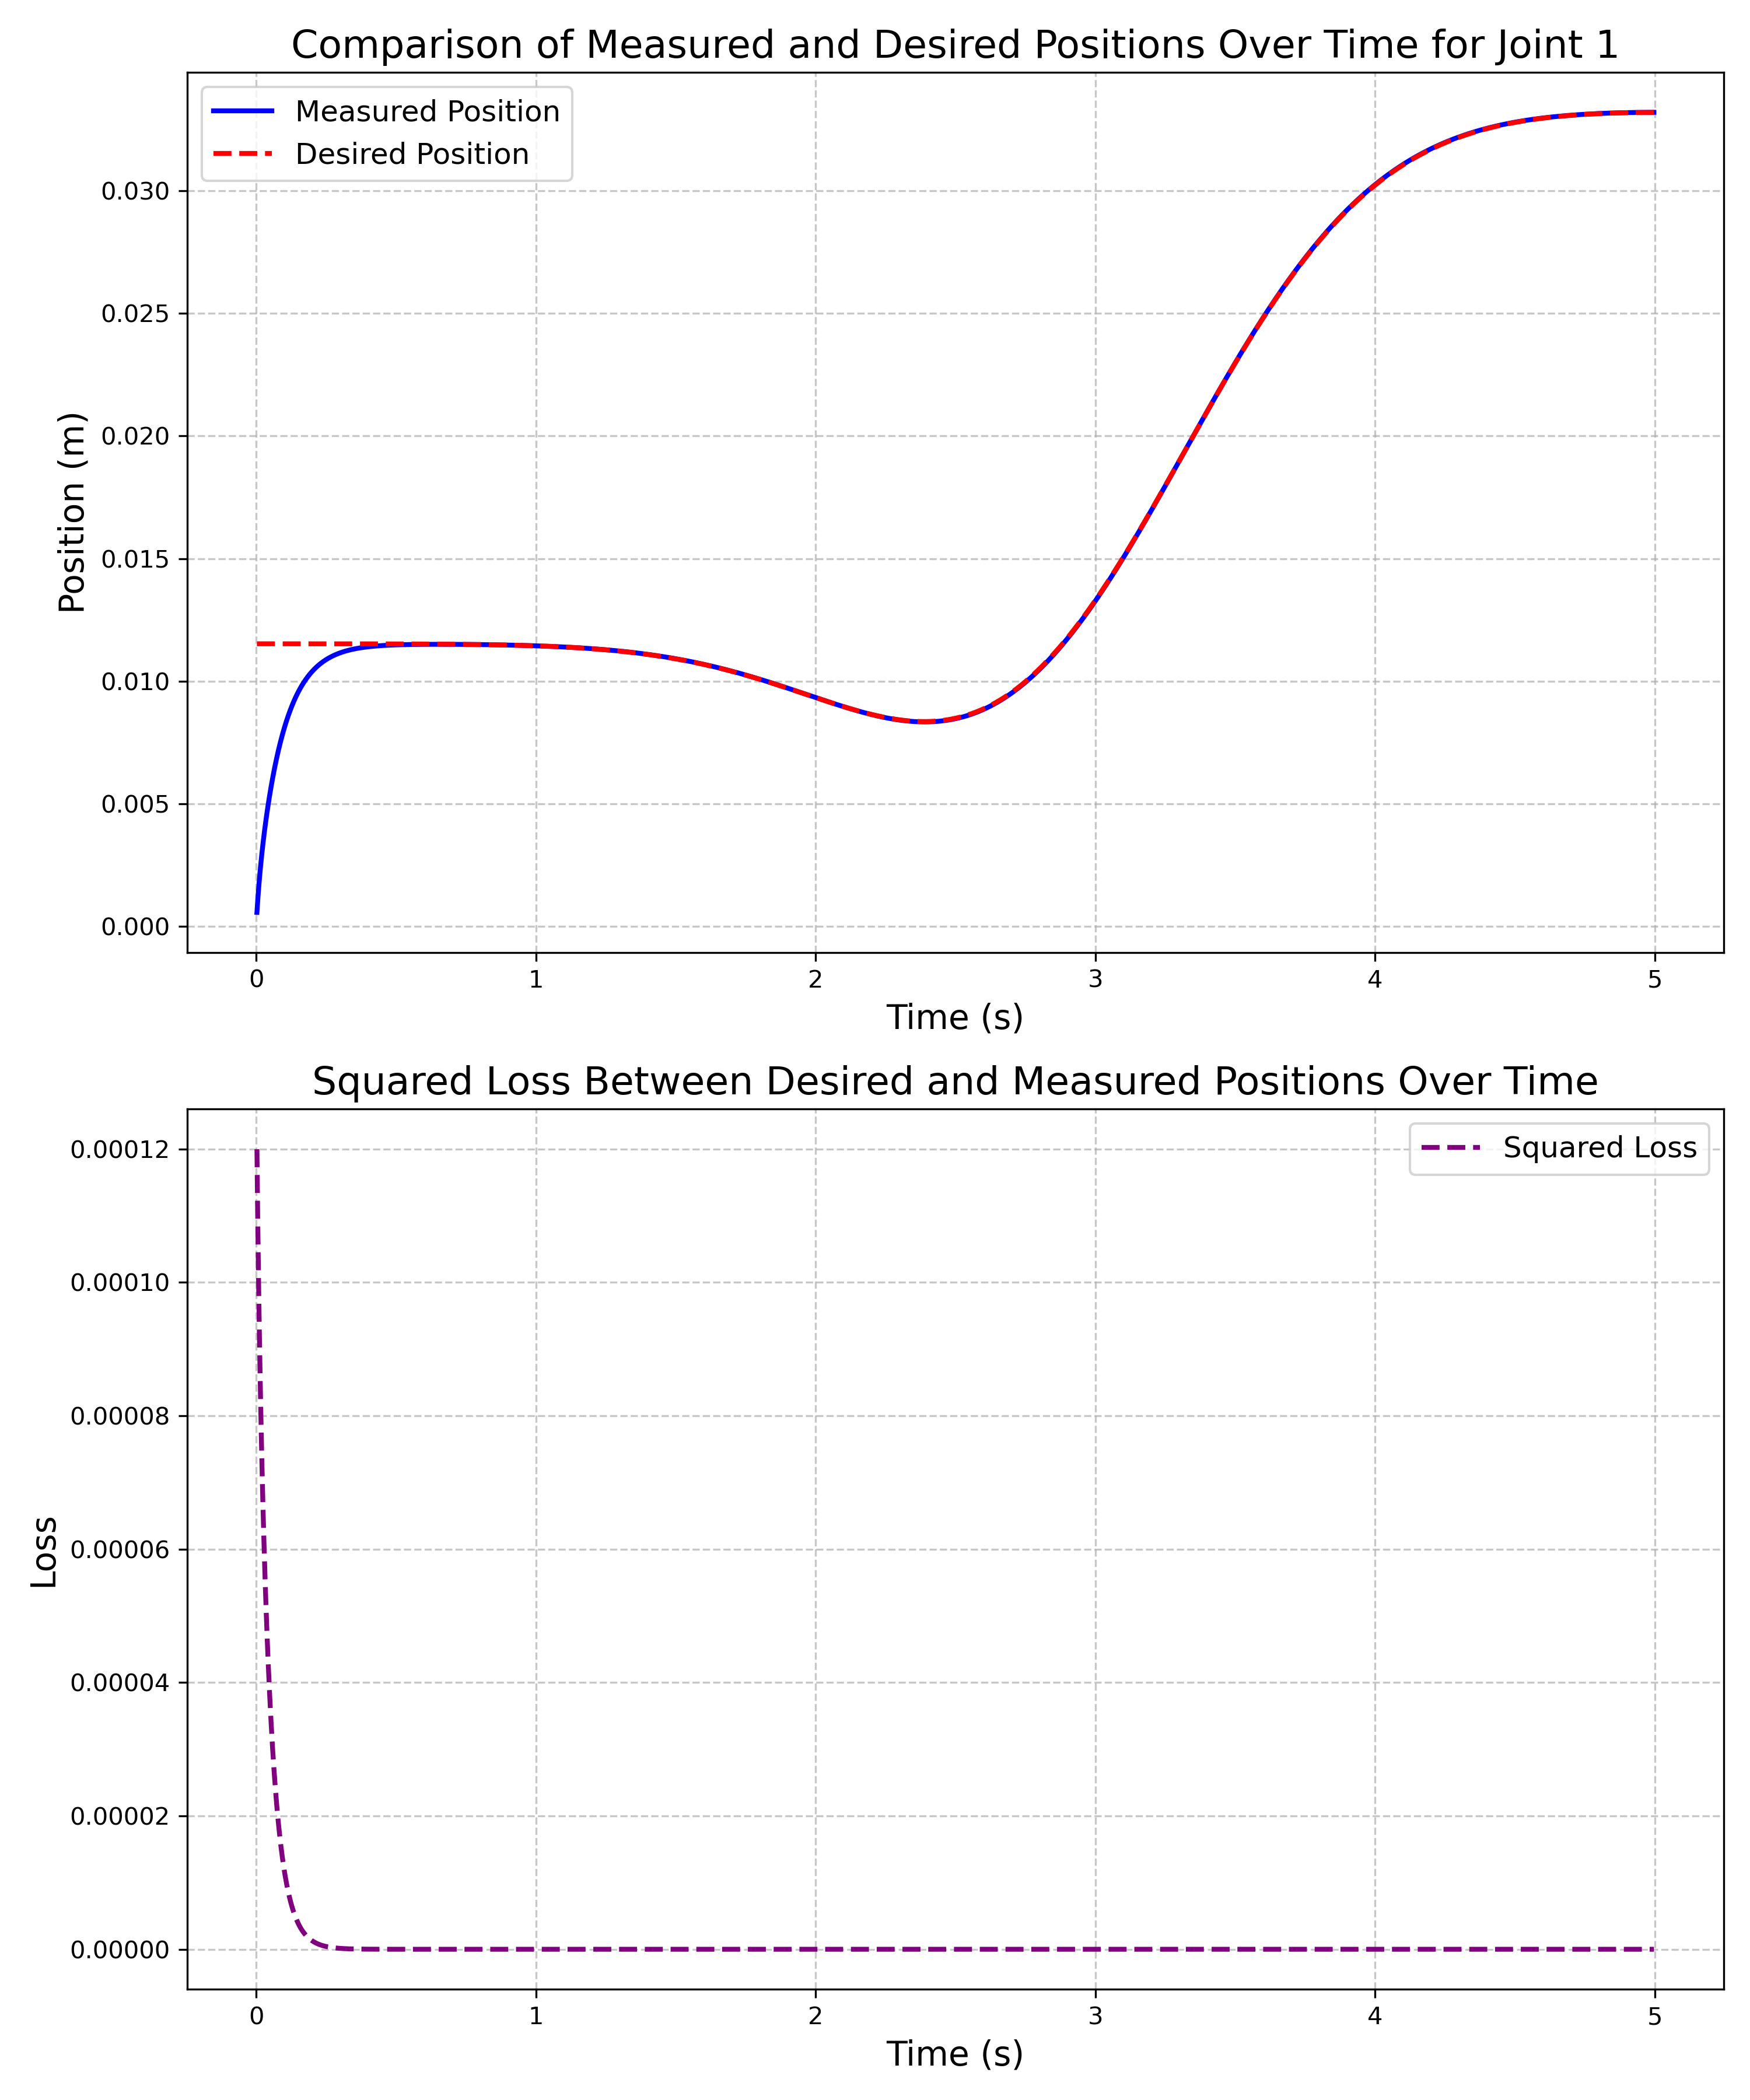 Comparison of Measured and Desired Positions Over Time for Joint 1
Measured Position
Desired Position
Position (m)
0.030
0.025
0.020
0.015
0.010
0.005
0.000
0
1
2
3
4
5
Time (s)
Squared Loss Between Desired and Measured Positions Over Time
Squared Loss
Loss
0.00012
0.00010
0.00008
0.00006
0.00004
0.00002
0.00000
0
1
2
3
4
5
Time (s)